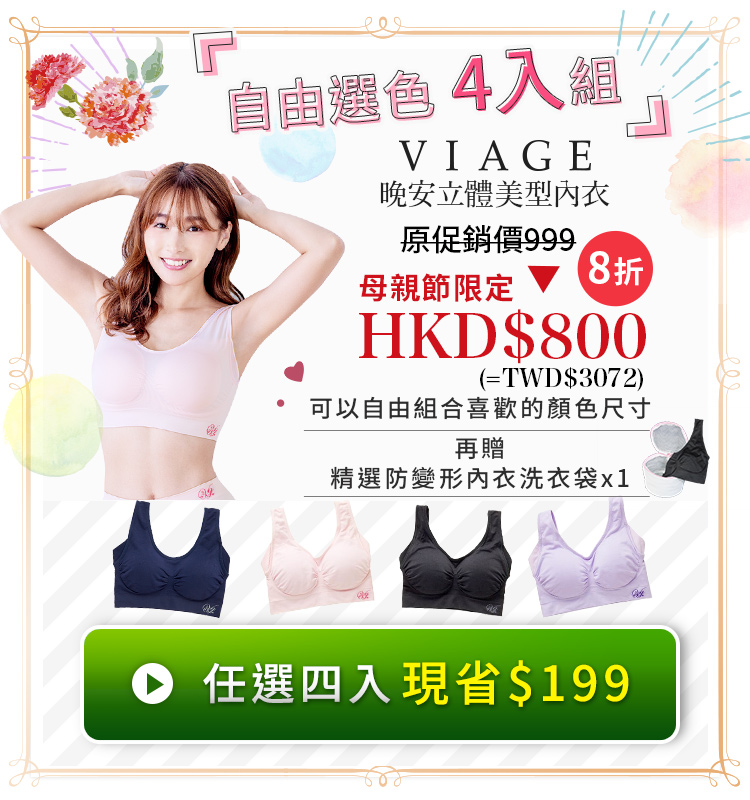 『自由選色 4入組』
VIAGE
晚安立體美型內衣
原促銷價999
8折
母親節限定 ▼
HKD$800
(=TWD$3072)
可以自由組合喜歡的顏色尺寸
再贈
精選防變形內衣洗衣袋x1
任選四入 現省$199